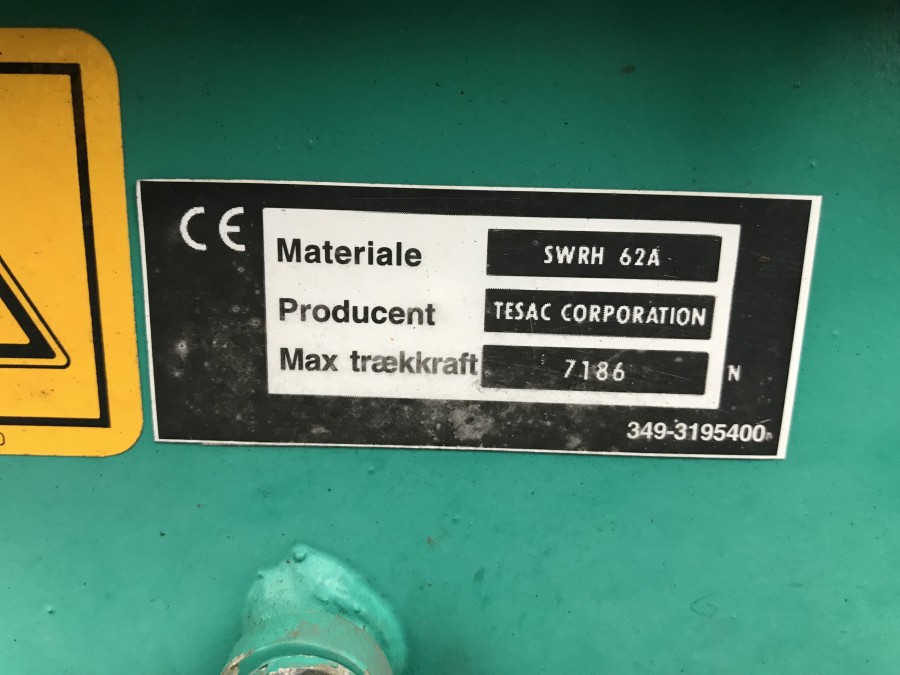 CE
Materiale SWRH 62A
Producent TESAC CORPORATION
Max trækkraft 7186 N
349-3195400